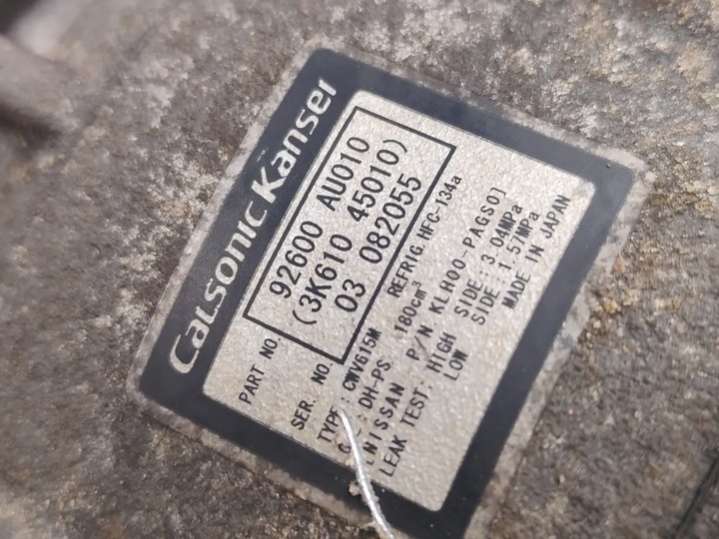 Calsonic Kansei
™
PART NO. 92600 AU010
(3K610 45010)
SER. NO. 03 082055
TYPE: CWV615M REFRIG. HFC-134a
: DH-PS (180cm³
NISSAN P/N KLH00-PAGS0]
LEAK TEST: HIGH SIDE: 3.04MPa
LOW SIDE: 1.57MPa
MADE IN JAPAN